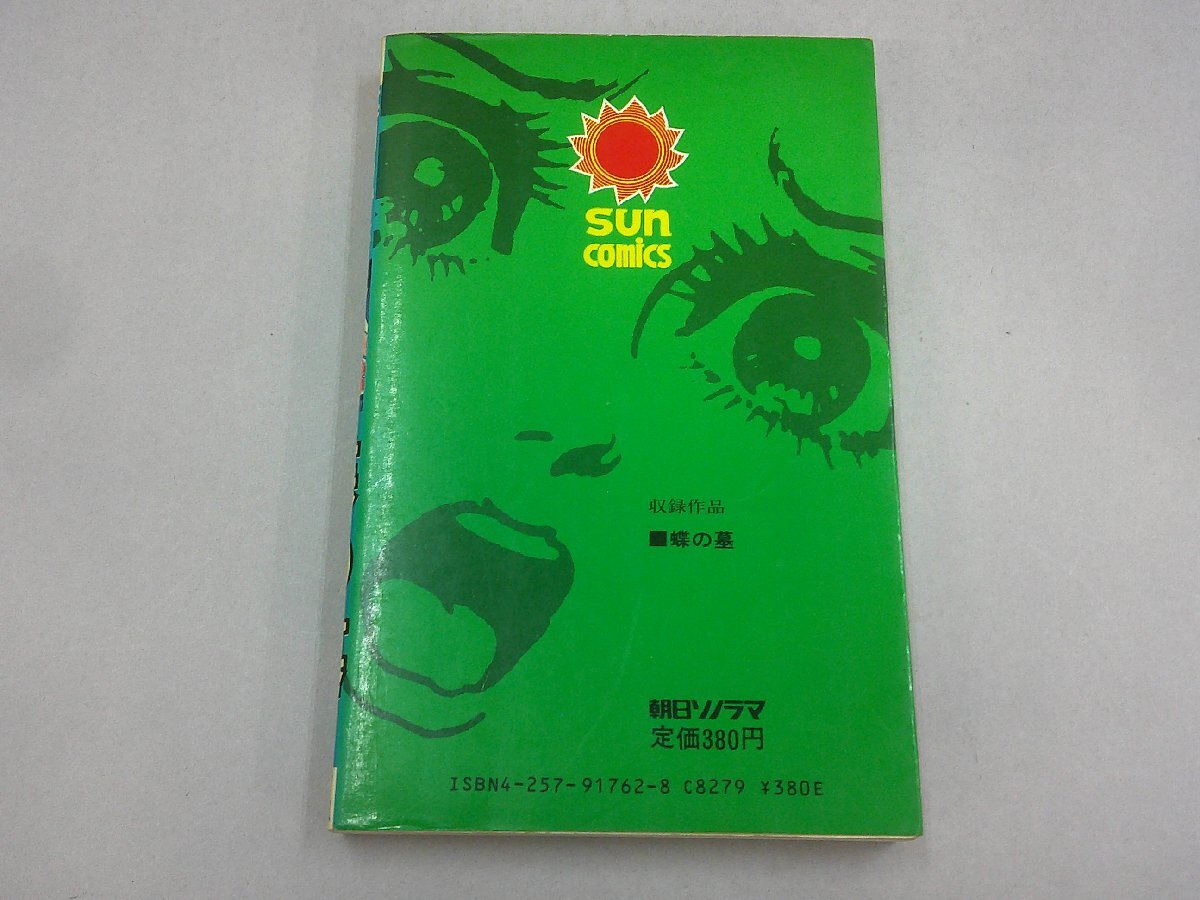 sun
comics
収録作品
■蝶の墓
朝日ソノラマ
定価380円
ISBN4-257-91762-8 C8279 ¥380E